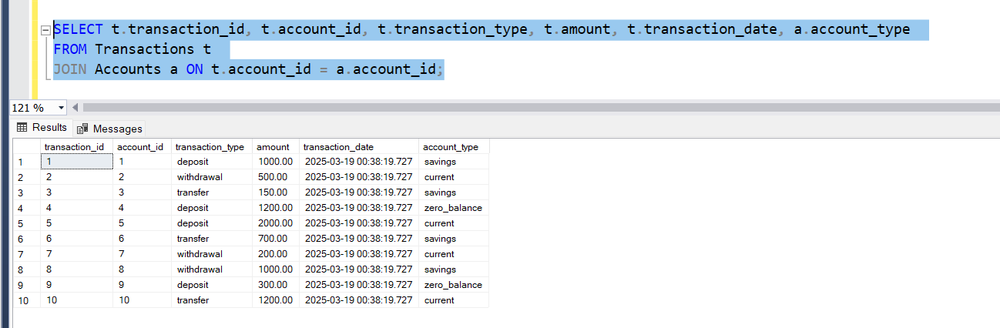 SELECT t.transaction_id, t.account_id, t.transaction_type, t.amount, t.transaction_date, a.account_type
FROM Transactions t
JOIN Accounts a ON t.account_id = a.account_id;
121 %
Results Messages
transaction_id account_id transaction_type amount transaction_date account_type
1 1 1 deposit 1000.00 2025-03-19 00:38:19.727 savings
2 2 2 withdrawal 500.00 2025-03-19 00:38:19.727 current
3 3 3 transfer 150.00 2025-03-19 00:38:19.727 savings
4 4 4 deposit 1200.00 2025-03-19 00:38:19.727 zero_balance
5 5 5 deposit 2000.00 2025-03-19 00:38:19.727 current
6 6 6 transfer 700.00 2025-03-19 00:38:19.727 savings
7 7 7 withdrawal 200.00 2025-03-19 00:38:19.727 current
8 8 8 withdrawal 1000.00 2025-03-19 00:38:19.727 savings
9 9 9 deposit 300.00 2025-03-19 00:38:19.727 zero_balance
10 10 10 transfer 1200.00 2025-03-19 00:38:19.727 current